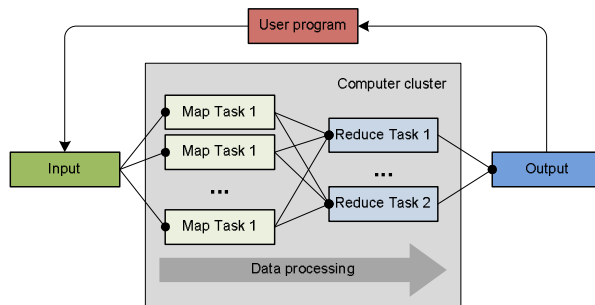 User program
Computer cluster
Map Task 1
Reduce Task 1
Map Task 1
Input
...
...
Output
Reduce Task 2
Map Task 1
Data processing